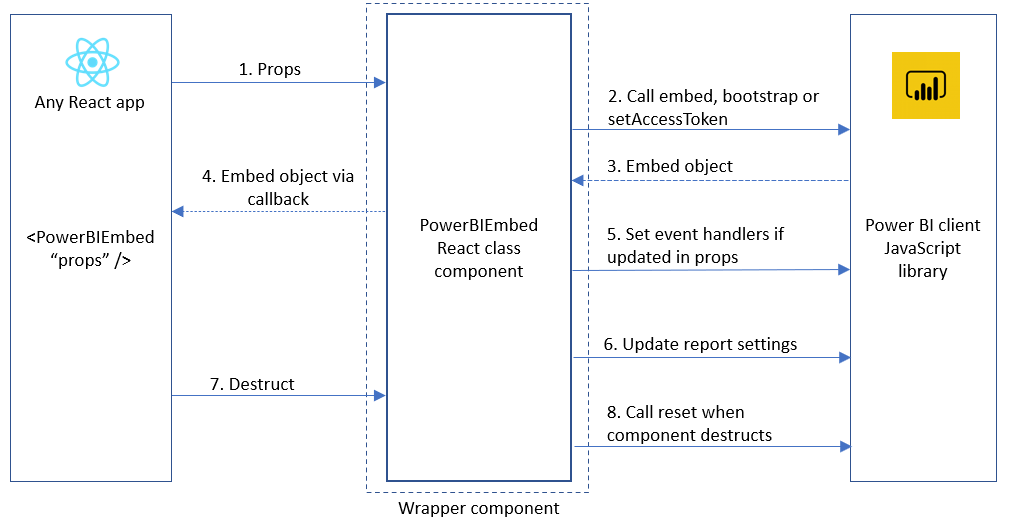 Any React app
<PowerBIEmbed
“props” />
1. Props
2. Call embed, bootstrap or
setAccessToken
3. Embed object
4. Embed object via
callback
PowerBIEmbed
React class
component
5. Set event handlers if
updated in props
Power BI client
JavaScript
library
6. Update report settings
7. Destruct
8. Call reset when
component destructs
Wrapper component